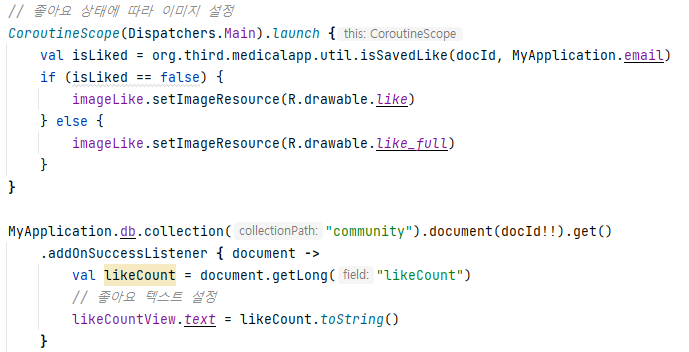 // 좋아요 상태에 따라 이미지 설정
CoroutineScope(Dispatchers.Main).launch { this: CoroutineScope
    val isLiked = org.third.medicalapp.util.isSavedLike(docId, MyApplication.email)
    if (isLiked == false) {
        imageLike.setImageResource(R.drawable.like)
    } else {
        imageLike.setImageResource(R.drawable.like_full)
    }
}
MyApplication.db.collection( collectionPath: "community").document(docId!!).get()
    .addOnSuccessListener { document ->
        val likeCount = document.getLong( field: "likeCount")
        // 좋아요 텍스트 설정
        likeCountView.text = likeCount.toString()
    }